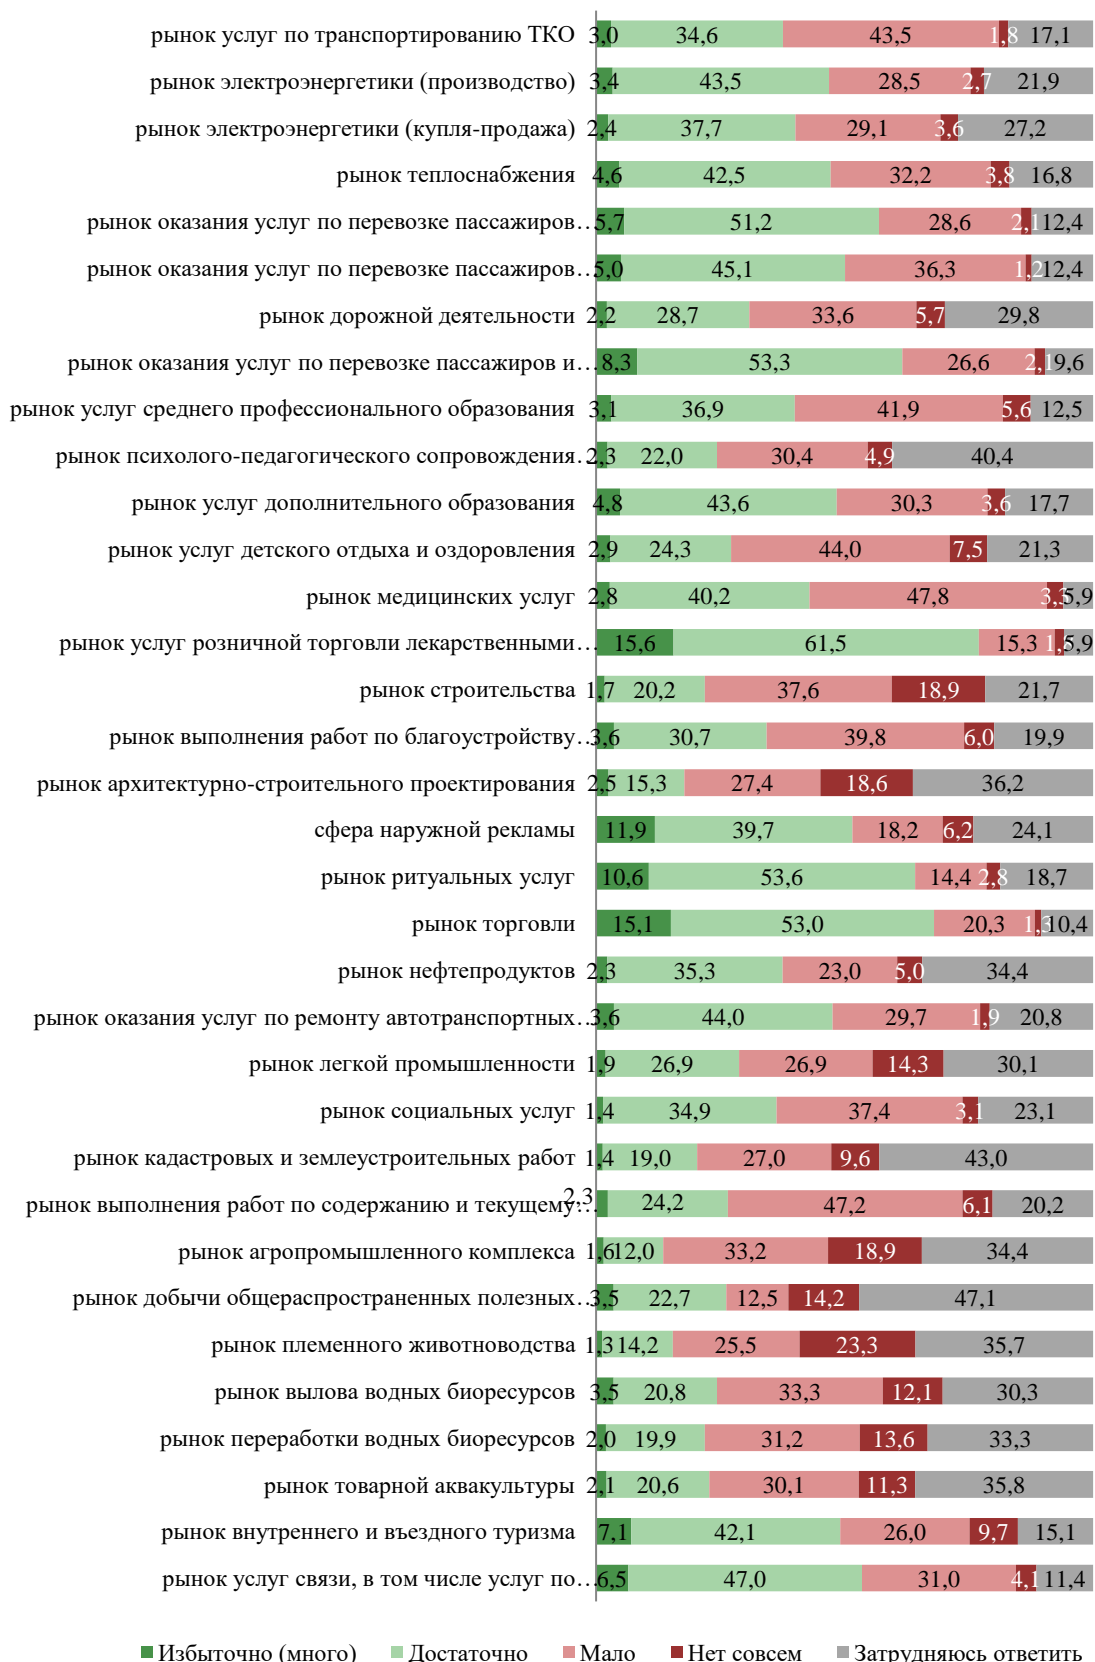 рынок услуг по транспортированию ТКО 3,0 34,6 43,5 1,8 17,1
рынок электроэнергетики (производство) 3,4 43,5 28,5 2,7 21,9
рынок электроэнергетики (купля-продажа) 2,4 37,7 29,1 3,6 27,2
рынок теплоснабжения 4,6 42,5 32,2 3,8 16,8
рынок оказания услуг по перевозке пассажиров… 5,7 51,2 28,6 2,1 12,4
рынок оказания услуг по перевозке пассажиров… 5,0 45,1 36,3 1,2 12,4
рынок дорожной деятельности 2,2 28,7 33,6 5,7 29,8
рынок оказания услуг по перевозке пассажиров и… 8,3 53,3 26,6 2,1 9,6
рынок услуг среднего профессионального образования 3,1 36,9 41,9 5,6 12,5
рынок психолого-педагогического сопровождения… 2,3 22,0 30,4 4,9 40,4
рынок услуг дополнительного образования 4,8 43,6 30,3 3,6 17,7
рынок услуг детского отдыха и оздоровления 2,9 24,3 44,0 7,5 21,3
рынок медицинских услуг 2,8 40,2 47,8 3,3 5,9
рынок услуг розничной торговли лекарственными… 15,6 61,5 15,3 5,9
рынок строительства 1,7 20,2 37,6 18,9 21,7
рынок выполнения работ по благоустройству… 3,6 30,7 39,8 6,0 19,9
рынок архитектурно-строительного проектирования 2,5 15,3 27,4 18,6 36,2
сфера наружной рекламы 11,9 39,7 18,2 6,2 24,1
рынок ритуальных услуг 10,6 53,6 14,4 2,8 18,7
рынок торговли 15,1 53,0 20,3 1,3 10,4
рынок нефтепродуктов 2,3 35,3 23,0 5,0 34,4
рынок оказания услуг по ремонту автотранспортных… 3,6 44,0 29,7 1,9 20,8
рынок легкой промышленности 1,9 26,9 26,9 14,3 30,1
рынок социальных услуг 1,4 34,9 37,4 3,1 23,1
рынок кадастровых и землеустроительных работ 1,4 19,0 27,0 9,6 43,0
рынок выполнения работ по содержанию и текущему… 2,3 24,2 47,2 6,1 20,2
рынок агропромышленного комплекса 1,6 12,0 33,2 18,9 34,4
рынок добычи общераспространенных полезных… 3,5 22,7 12,5 14,2 47,1
рынок племенного животноводства 1,3 14,2 25,5 23,3 35,7
рынок вылова водных биоресурсов 3,5 20,8 33,3 12,1 30,3
рынок переработки водных биоресурсов 2,0 19,9 31,2 13,6 33,3
рынок товарной аквакультуры 2,1 20,6 30,1 11,3 35,8
рынок внутреннего и въездного туризма 7,1 42,1 26,0 9,7 15,1
рынок услуг связи, в том числе услуг по… 6,5 47,0 31,0 4,1 11,4
Избыточно (много) Достаточно Мало Нет совсем Затрудняюсь ответить